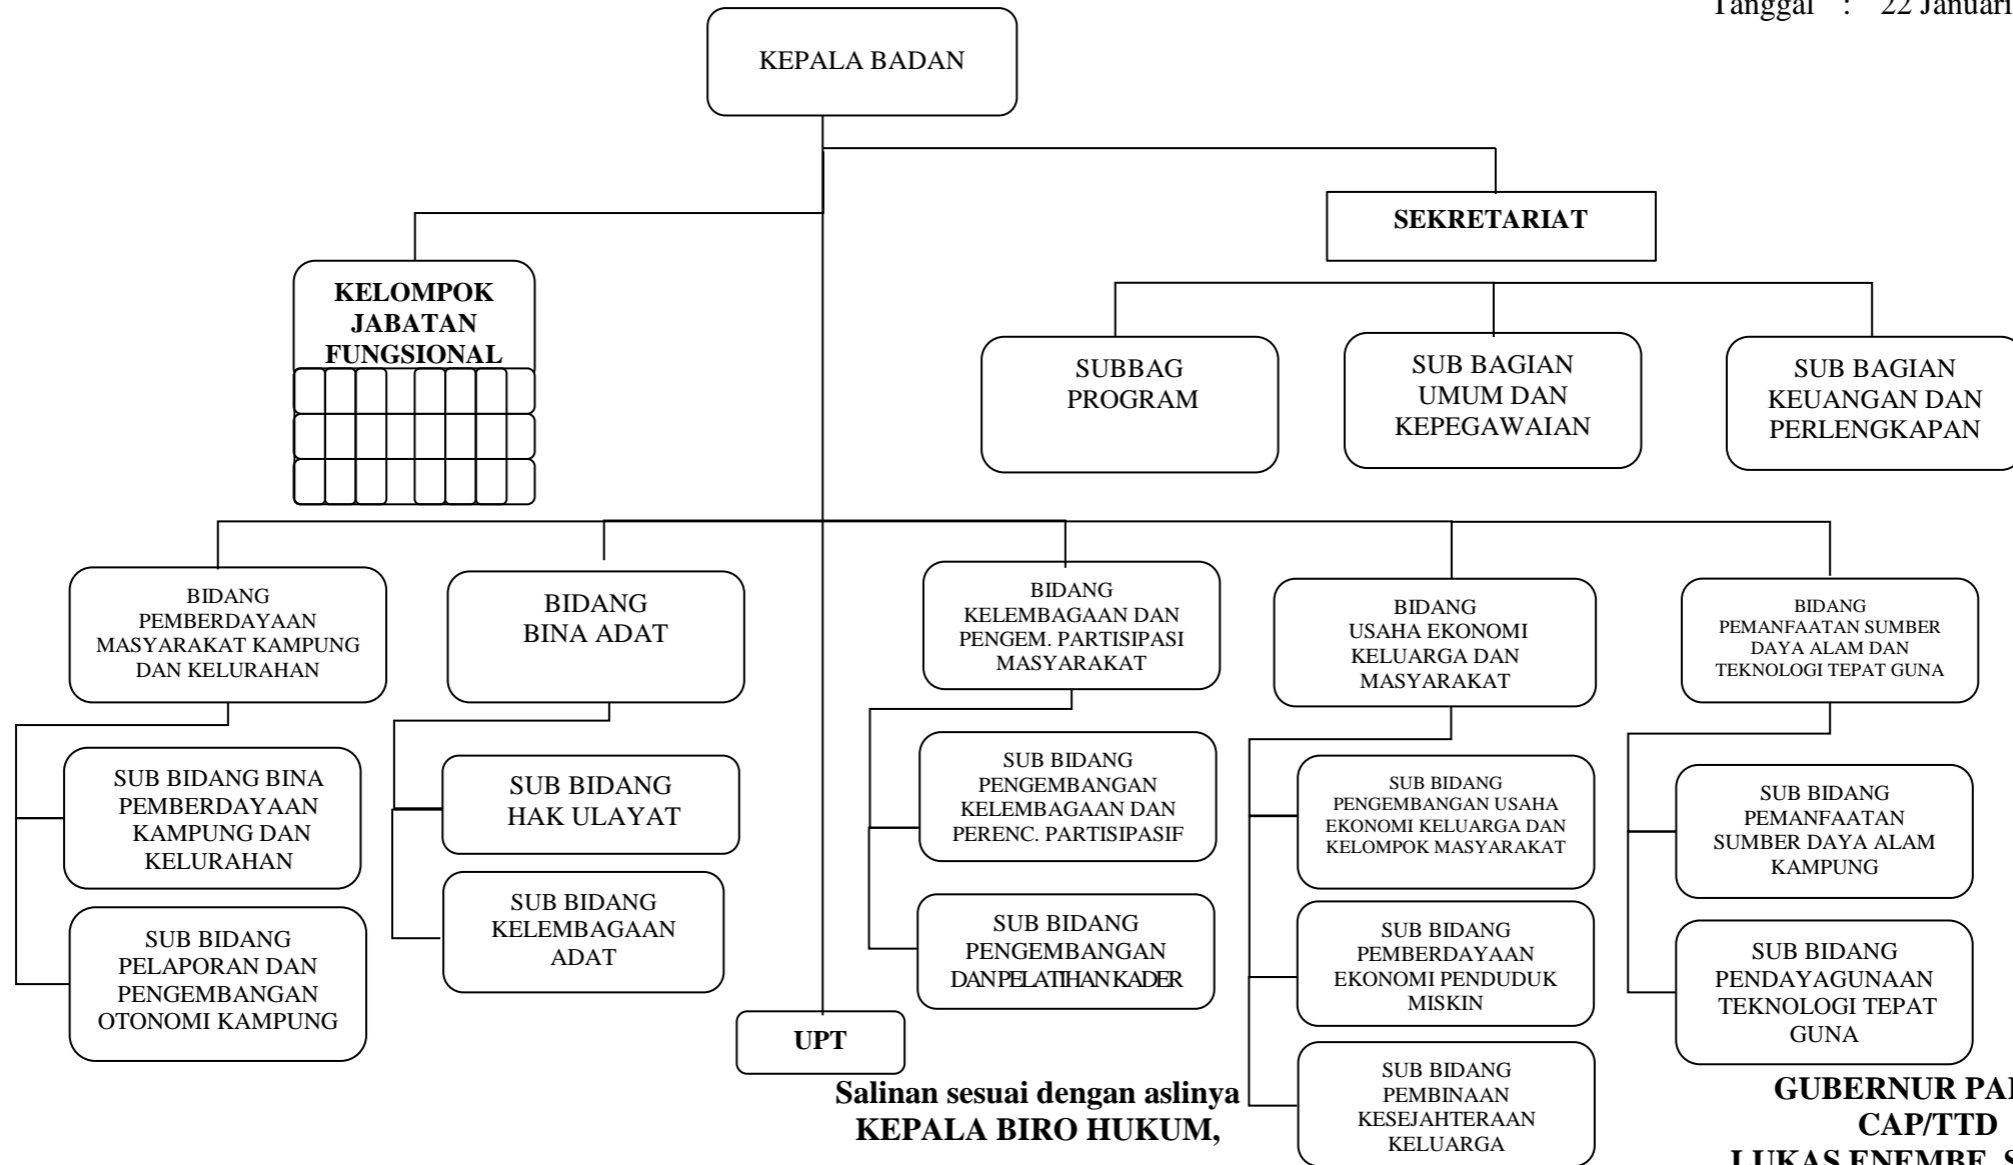 Tanggal : 22 Januari
KEPALA BADAN
SEKRETARIAT
KELOMPOK
JABATAN
FUNGSIONAL
SUBBAG
PROGRAM
SUB BAGIAN
UMUM DAN
KEPEGAWAIAN
SUB BAGIAN
KEUANGAN DAN
PERLENGKAPAN
BIDANG
PEMBERDAYAAN
MASYARAKAT KAMPUNG
DAN KELURAHAN
BIDANG
BINA ADAT
BIDANG
KELEMBAGAAN DAN
PENGEM. PARTISIPASI
MASYARAKAT
BIDANG
USAHA EKONOMI
KELUARGA DAN
MASYARAKAT
BIDANG
PEMANFAATAN SUMBER
DAYA ALAM DAN
TEKNOLOGI TEPAT GUNA
SUB BIDANG BINA
PEMBERDAYAAN
KAMPUNG DAN
KELURAHAN
SUB BIDANG
HAK ULAYAT
SUB BIDANG
PENGEMBANGAN
KELEMBAGAAN DAN
PERENC. PARTISIPASIF
SUB BIDANG
PENGEMBANGAN USAHA
EKONOMI KELUARGA DAN
KELOMPOK MASYARAKAT
SUB BIDANG
PEMANFAATAN
SUMBER DAYA ALAM
KAMPUNG
SUB BIDANG
PELAPORAN DAN
PENGEMBANGAN
OTONOMI KAMPUNG
SUB BIDANG
KELEMBAGAAN
ADAT
SUB BIDANG
PENGEMBANGAN
DAN PELATIHAN KADER
SUB BIDANG
PEMBERDAYAAN
EKONOMI PENDUDUK
MISKIN
SUB BIDANG
PENDAYAGUNAAN
TEKNOLOGI TEPAT
GUNA
UPT
SUB BIDANG
PEMBINAAN
KESEJAHTERAAN
KELUARGA
Salinan sesuai dengan aslinya
KEPALA BIRO HUKUM,
GUBERNUR
CAP/TTD
LUKAS ENEMBE,